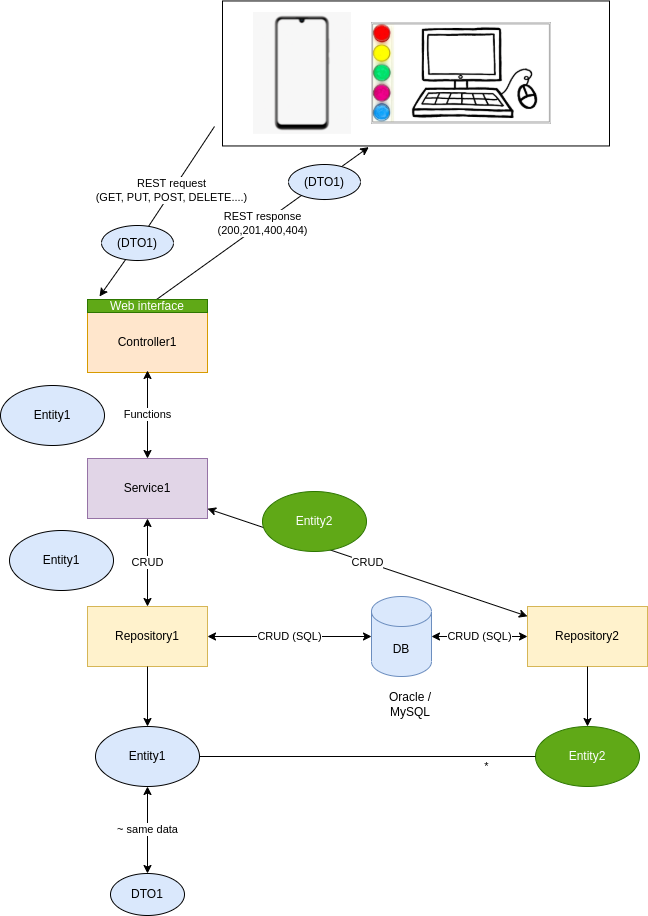 REST request
(GET, PUT, POST, DELETE....)
(DTO1)
REST response
(200,201,400,404)
(DTO1)
Web interface
Controller1
Entity1
Functions
Service1
Entity2
Entity1
CRUD
CRUD
Repository1
CRUD (SQL)
DB
CRUD (SQL)
Repository2
Oracle /
MySQL
Entity1
*
Entity2
~ same data
DTO1